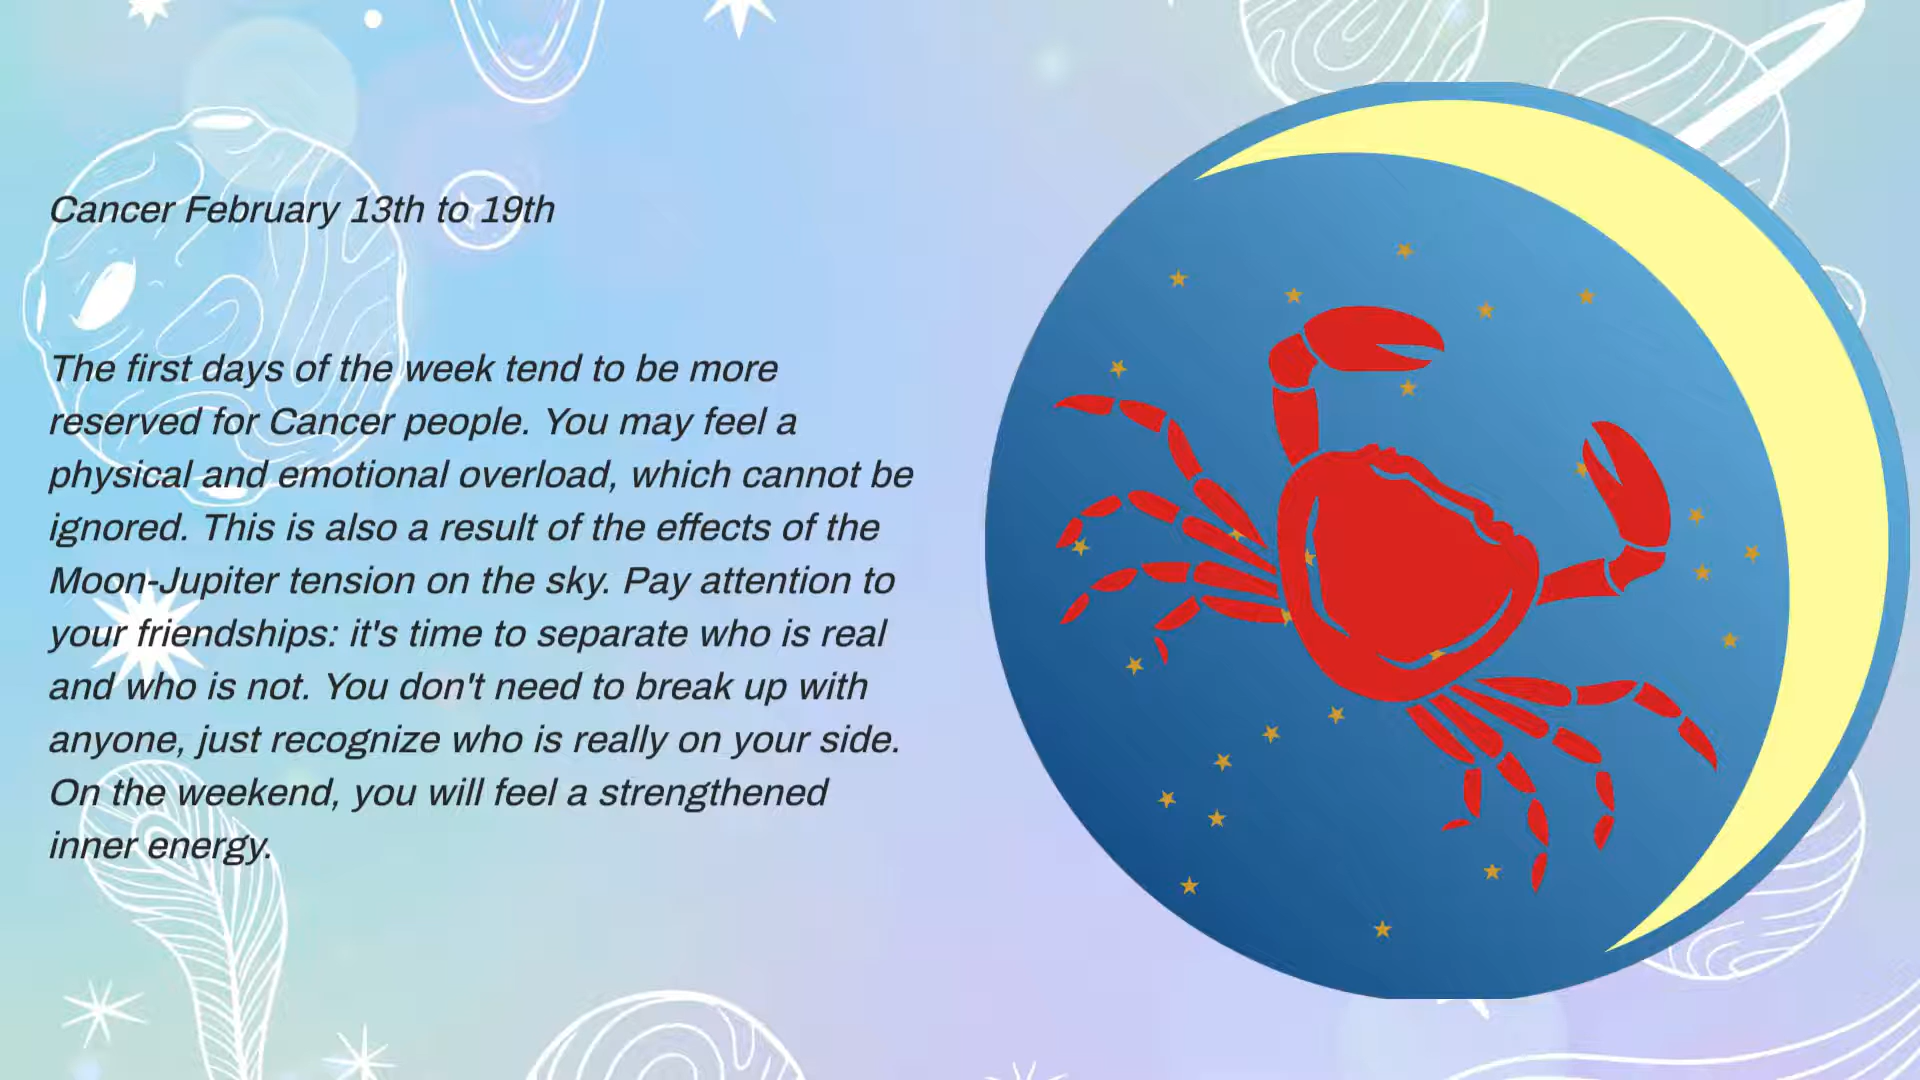 Cancer February 13th to 19th
The first days of the week tend to be more
reserved for Cancer people. You may feel a
physical and emotional overload, which cannot be
ignored. This is also a result of the effects of the
Moon-Jupiter tension on the sky. Pay attention to
your friendships: it's time to separate who is real
and who is not. You don't need to break up with
anyone, just recognize who is really on your side.
On the weekend, you will feel a strengthened
inner energy.